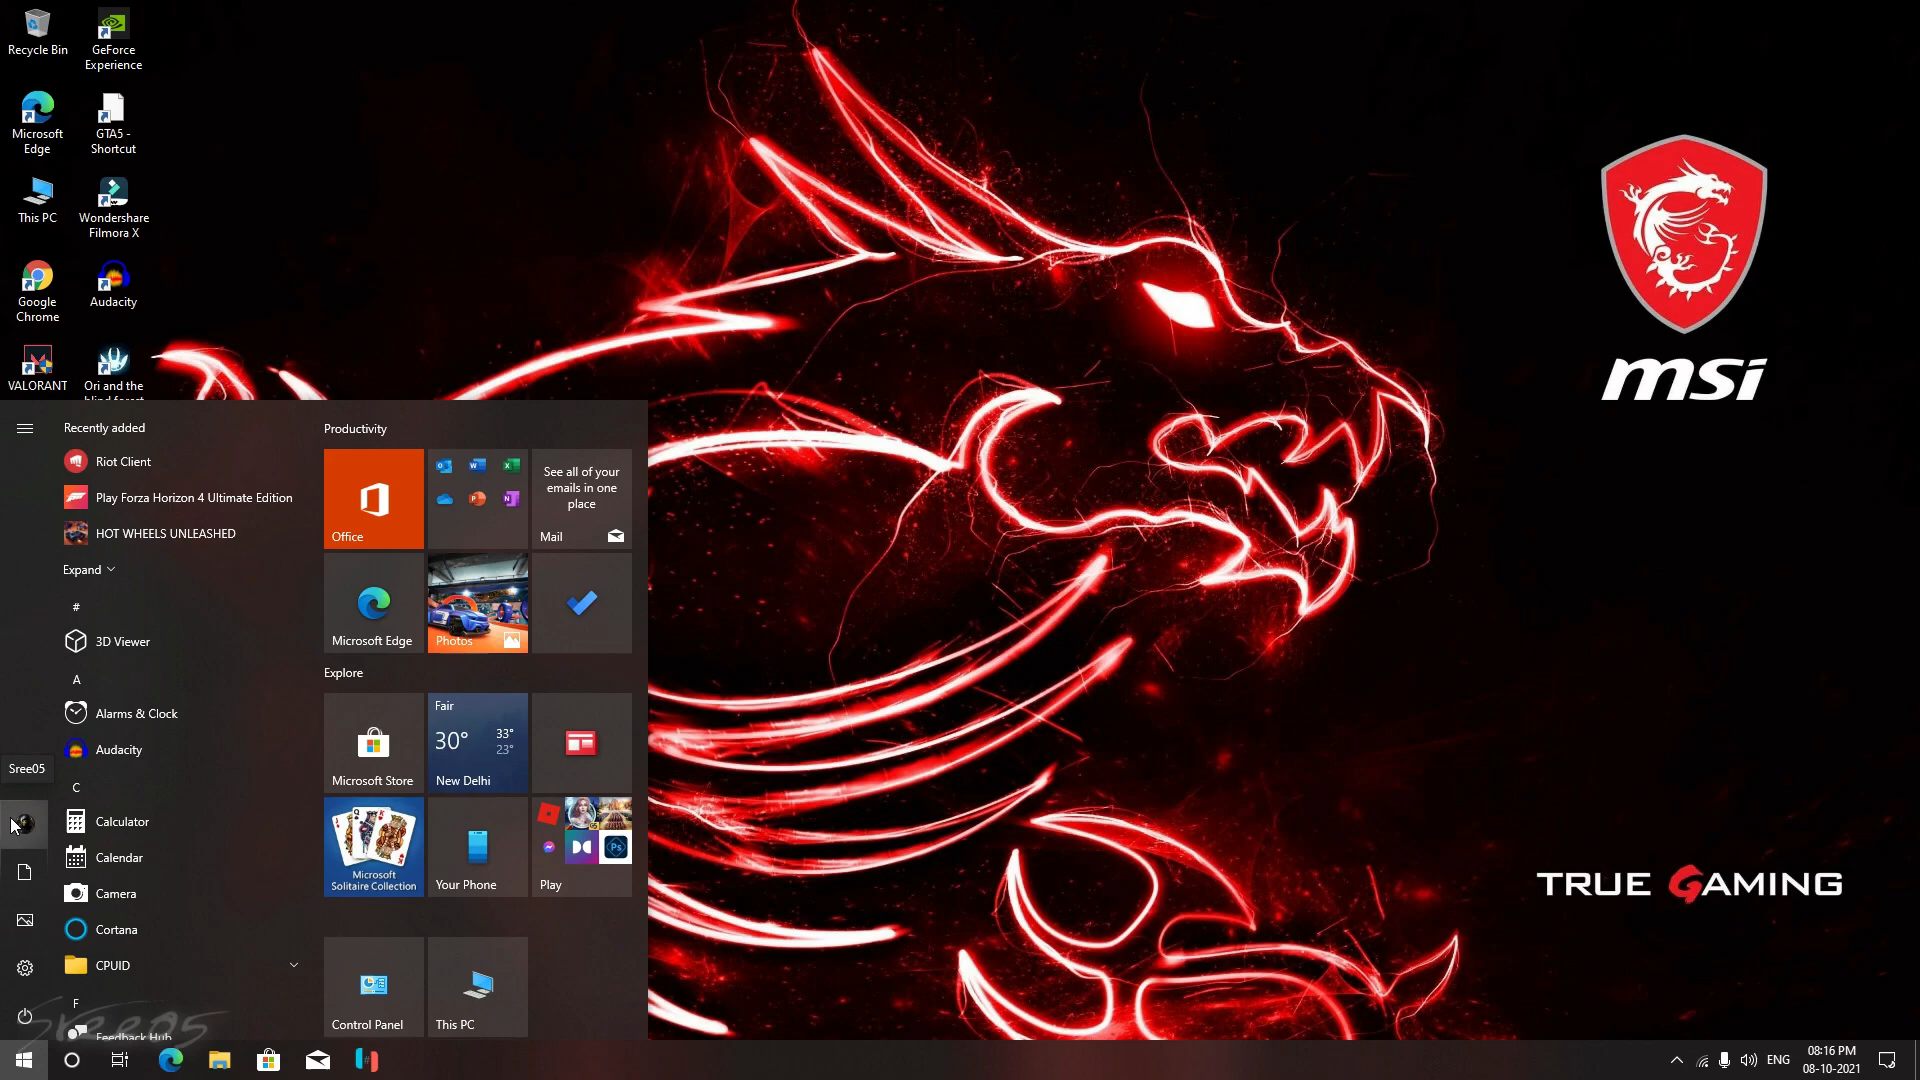 Recycle Bin
GeForce
Experience
Microsoft
Edge
GTA5 -
Shortcut
This PC
Wondershare
Filmora X
Google
Chrome
Audacity
VALORANT
Ori and the
blind forest
msi
TRUE GAMING
Recently added
Riot Client
Play Forza Horizon 4 Ultimate Edition
HOT WHEELS UNLEASHED
Expand
#
3D Viewer
A
Alarms & Clock
Audacity
Sree05
C
Calculator
Calendar
Camera
Cortana
CPUID
F
Feedback Hub
Sree05
Productivity
Office
See all of your
emails in one
place
Mail
Microsoft Edge
Photos
Explore
Microsoft Store
Fair
30°
33°
23°
New Delhi
Microsoft
Solitaire Collection
Your Phone
Ps
Play
Control Panel
This PC
ENG
08:16 PM
08-10-2021